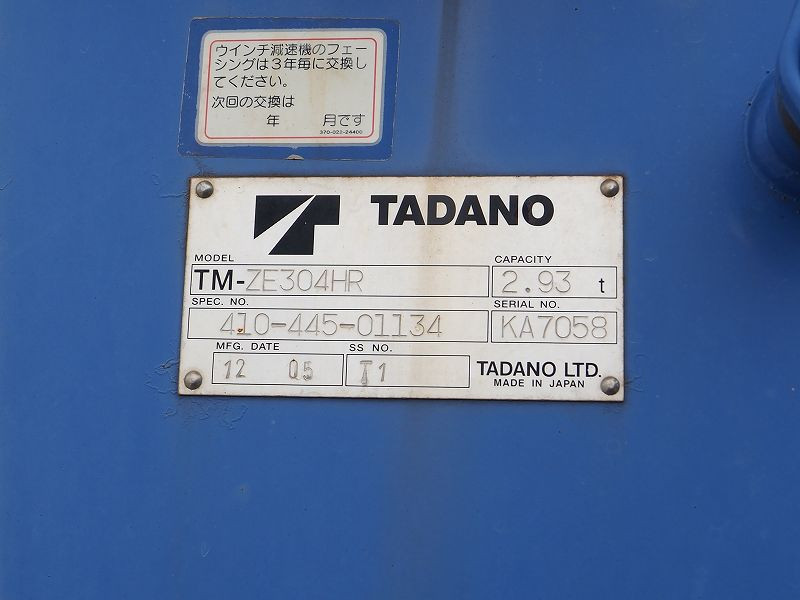 ウインチ減速機のフェー
シングは3年毎に交換し
てください。
次回の交換は
年 月です
370-022-24400
TADANO
MODEL CAPACITY
TM-ZE304HR 2.93 t
SPEC. NO. SERIAL NO.
410-445-01134 KA7058
MFG. DATE SS NO.
12 05 T1 TADANO LTD.
MADE IN JAPAN